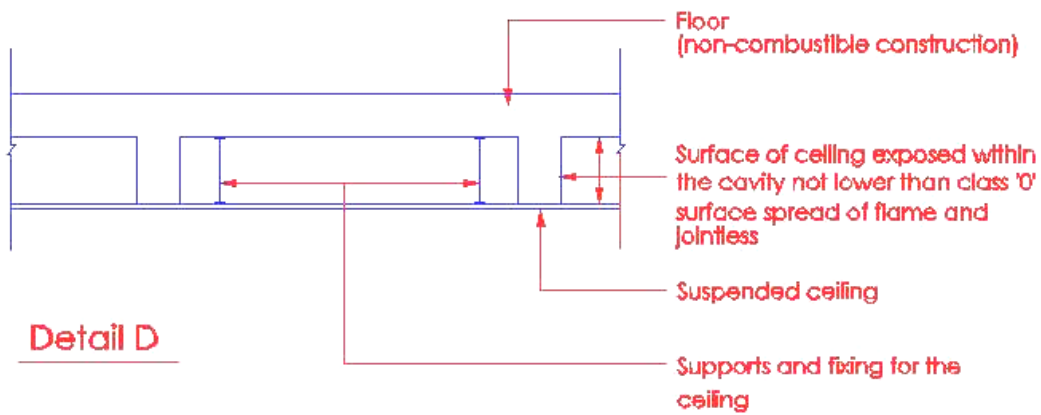 Floor
(non-combustible construction)
Surface of ceiling exposed within
the cavity not lower than class '0'
surface spread of flame and
jointless
Suspended ceiling
Detail D
Supports and fixing for the
ceiling